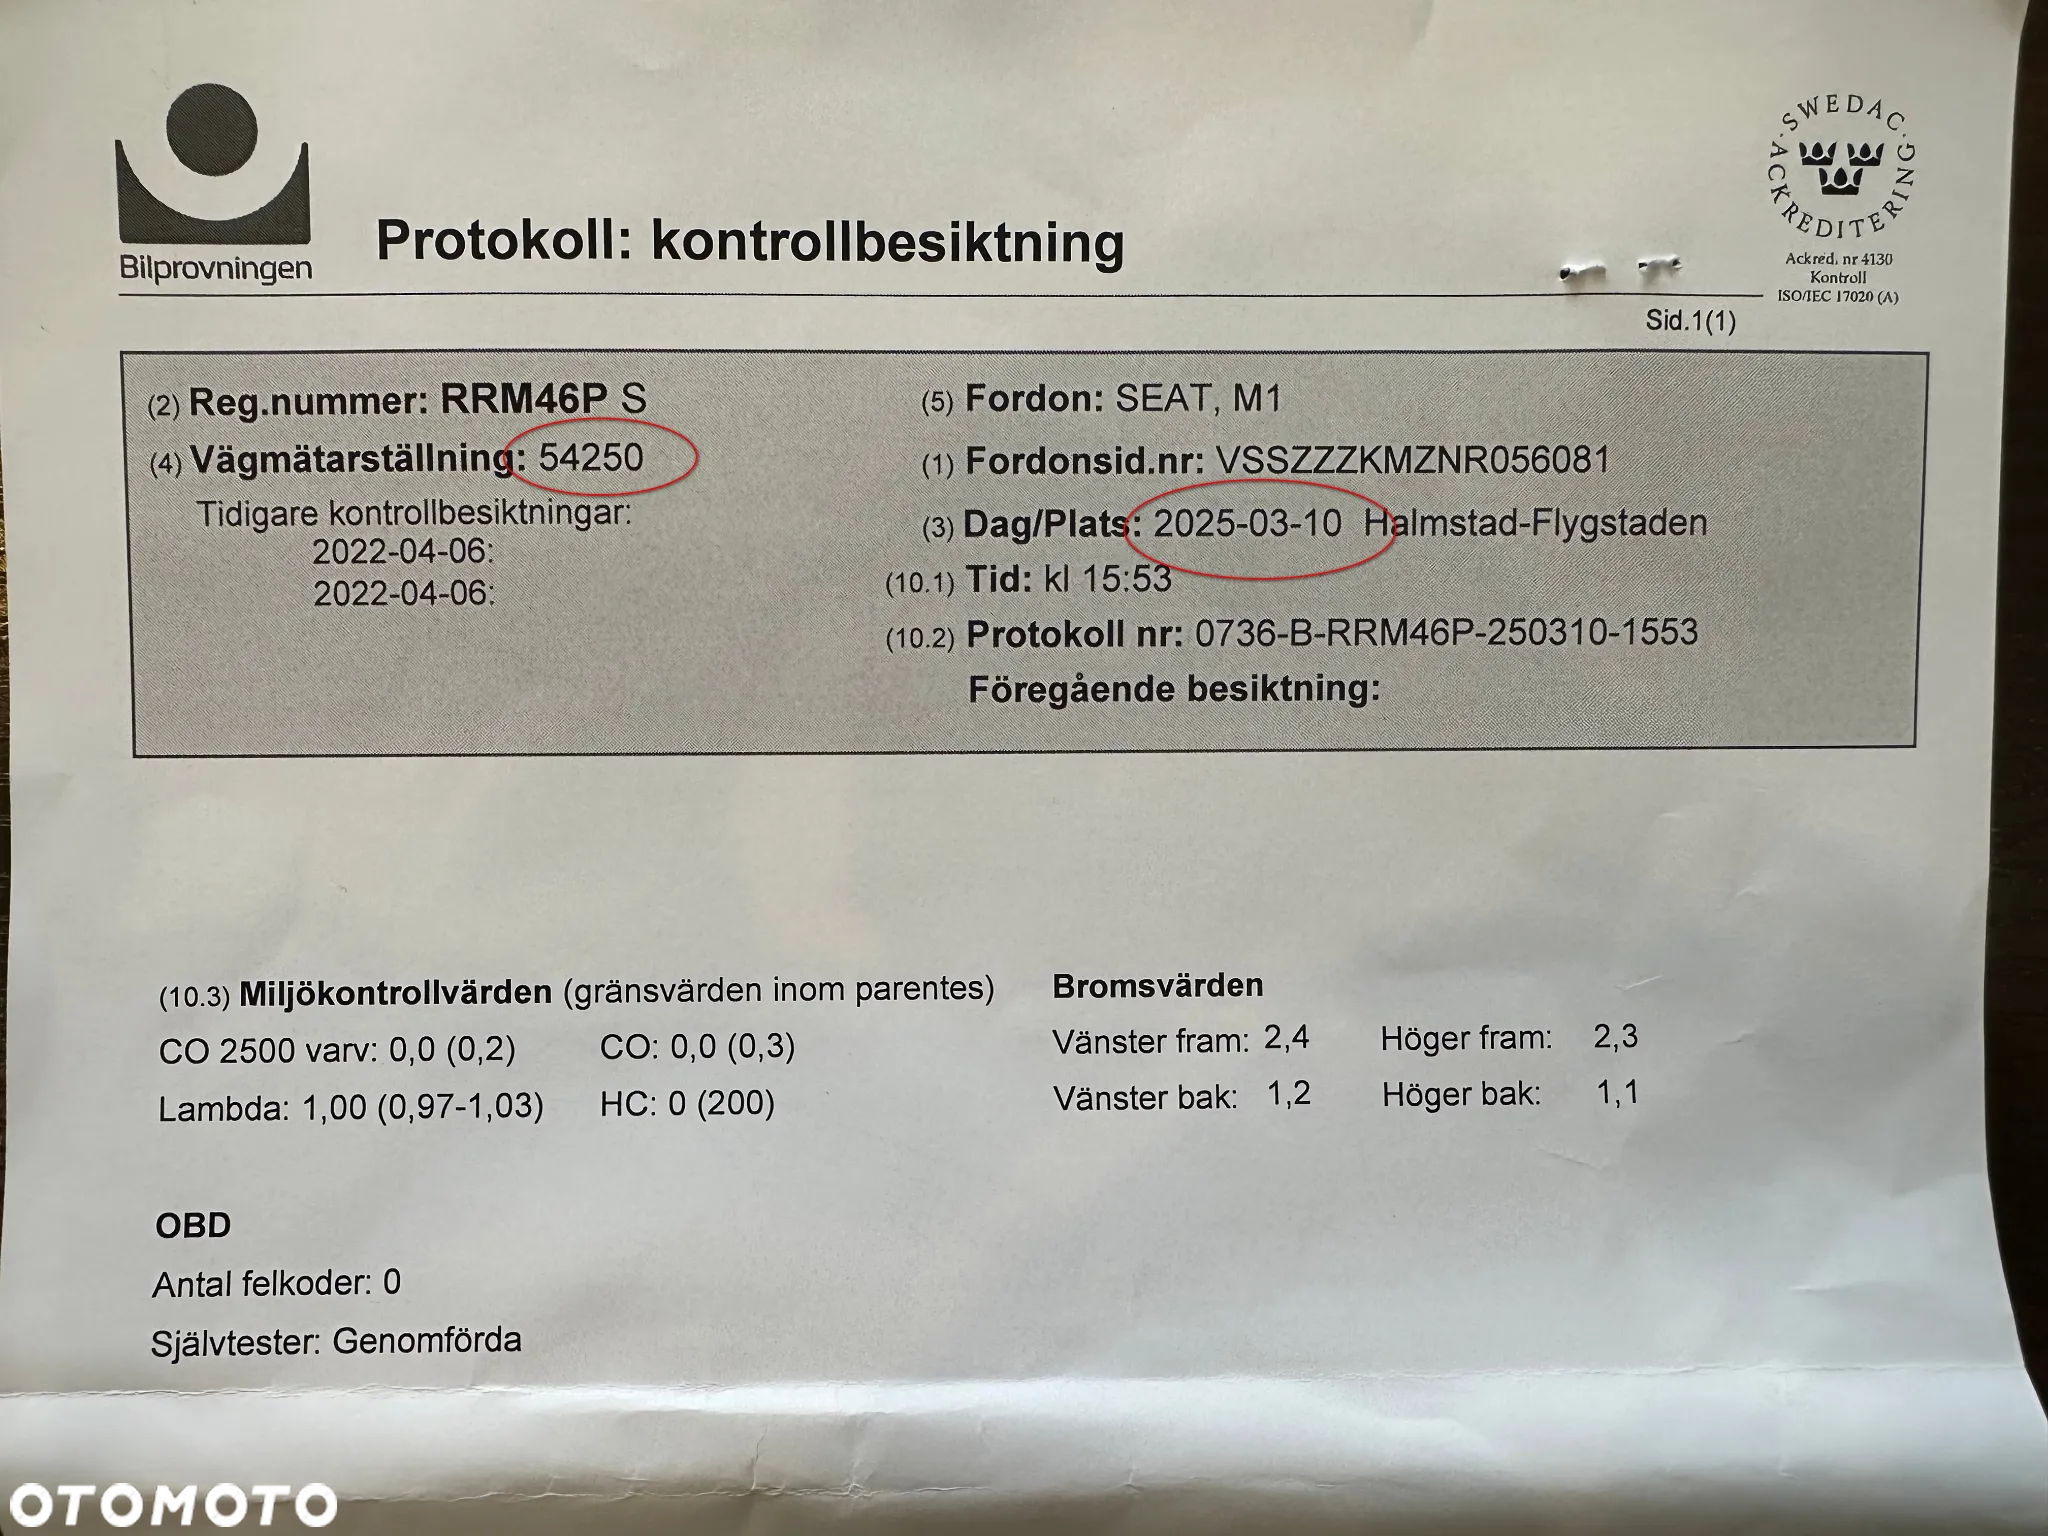 Bilprovningen
Protokoll: kontrollbesiktning
SWEDAC ACKREDITERING
Ackred. nr 4130
Kontroll
ISO/IEC 17020 (A)
Sid.1(1)
(2) Reg.nummer: RRM46P S
(4) Vägmätarställning: 54250
Tidigare kontrollbesiktningar:
2022-04-06:
2022-04-06:
(5) Fordon: SEAT, M1
(1) Fordonsid.nr: VSSZZZKMZNR056081
(3) Dag/Plats: 2025-03-10 Halmstad-Flygstaden
(10.1) Tid: kl 15:53
(10.2) Protokoll nr: 0736-B-RRM46P-250310-1553
Föregående besiktning:
(10.3) Miljökontrollvärden (gränsvärden inom parentes)
CO 2500 varv: 0,0 (0,2) CO: 0,0 (0,3)
Lambda: 1,00 (0,97-1,03) HC: 0 (200)
Bromsvärden
Vänster fram: 2,4 Höger fram: 2,3
Vänster bak: 1,2 Höger bak: 1,1
OBD
Antal felkoder: 0
Självtester: Genomförda
OTOMOTO